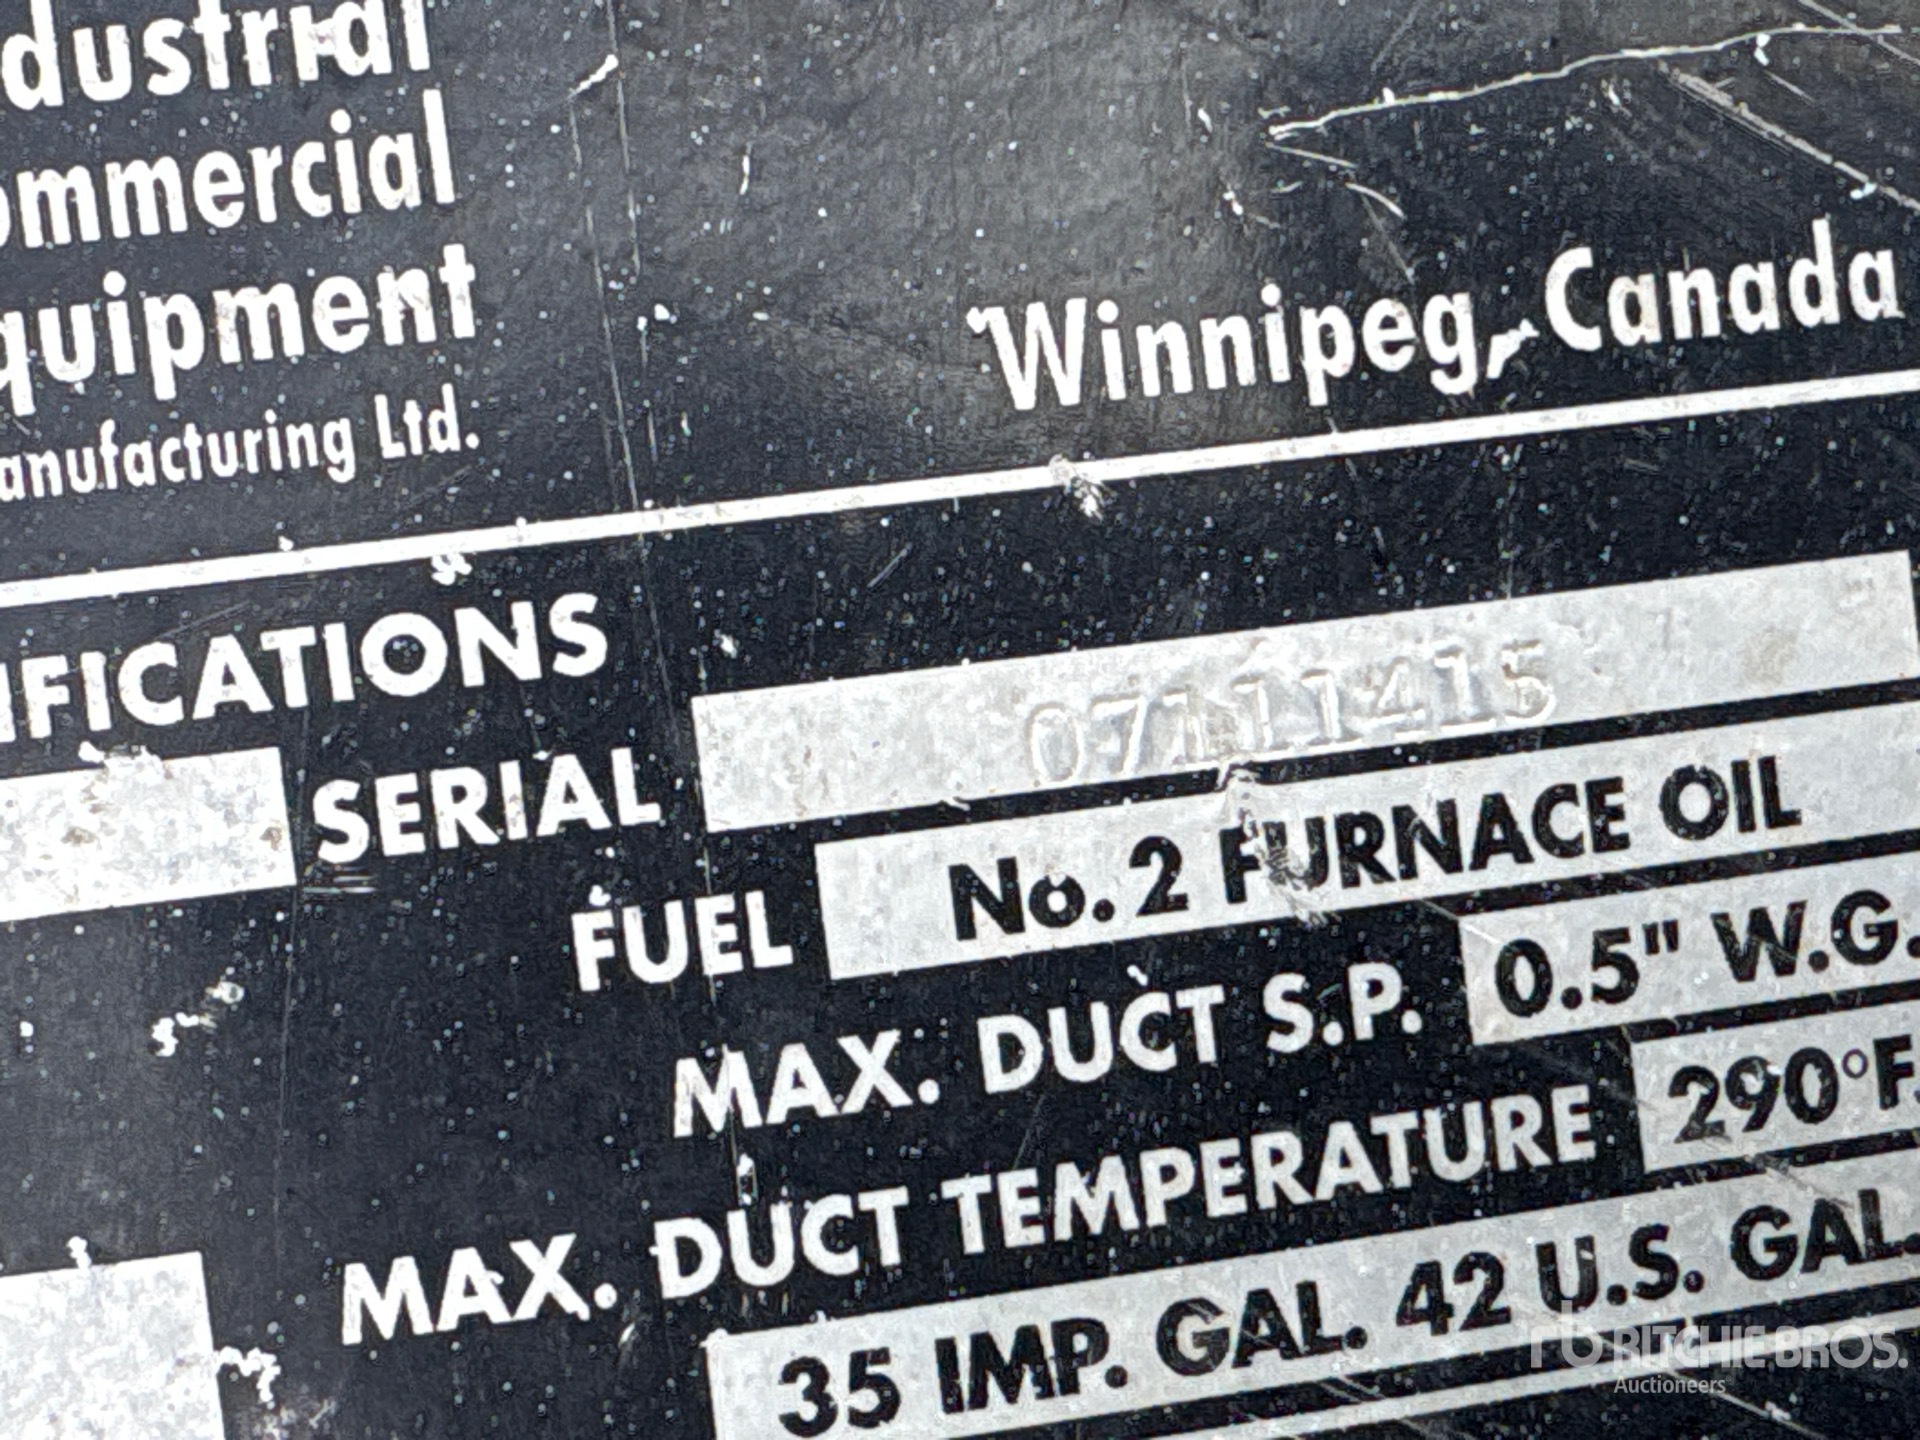 dustrial
ommercial
quipment
anufacturing Ltd.
Winnipeg, Canada
IFICATIONS
SERIAL 07111415
FUEL No. 2 FURNACE OIL
MAX. DUCT S.P. 0.5" W.G.
MAX. DUCT TEMPERATURE 290°F.
35 IMP. GAL. 42 U.S. GAL.
rb RITCHIE BROS.
Auctioneers